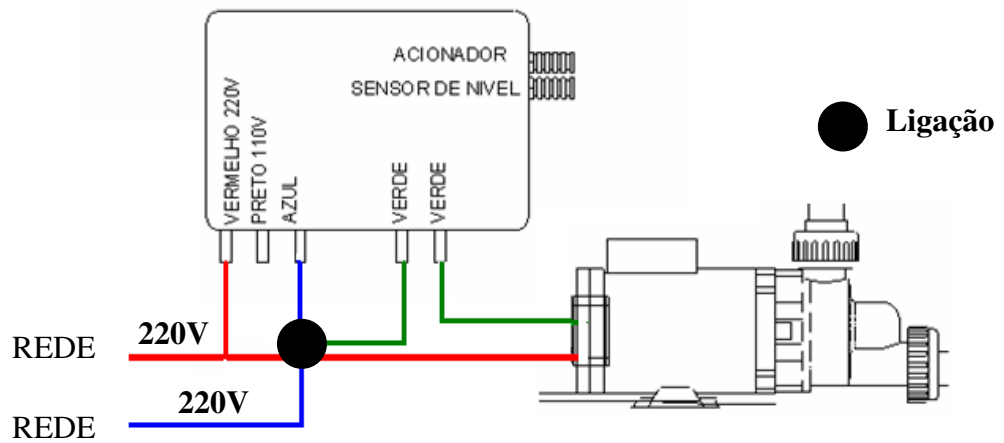 ACIONADOR
SENSOR DE NIVEL
VERMELHO 220V
PRETO 110V
AZUL
VERDE
VERDE
Ligação
REDE
220V
REDE
220V